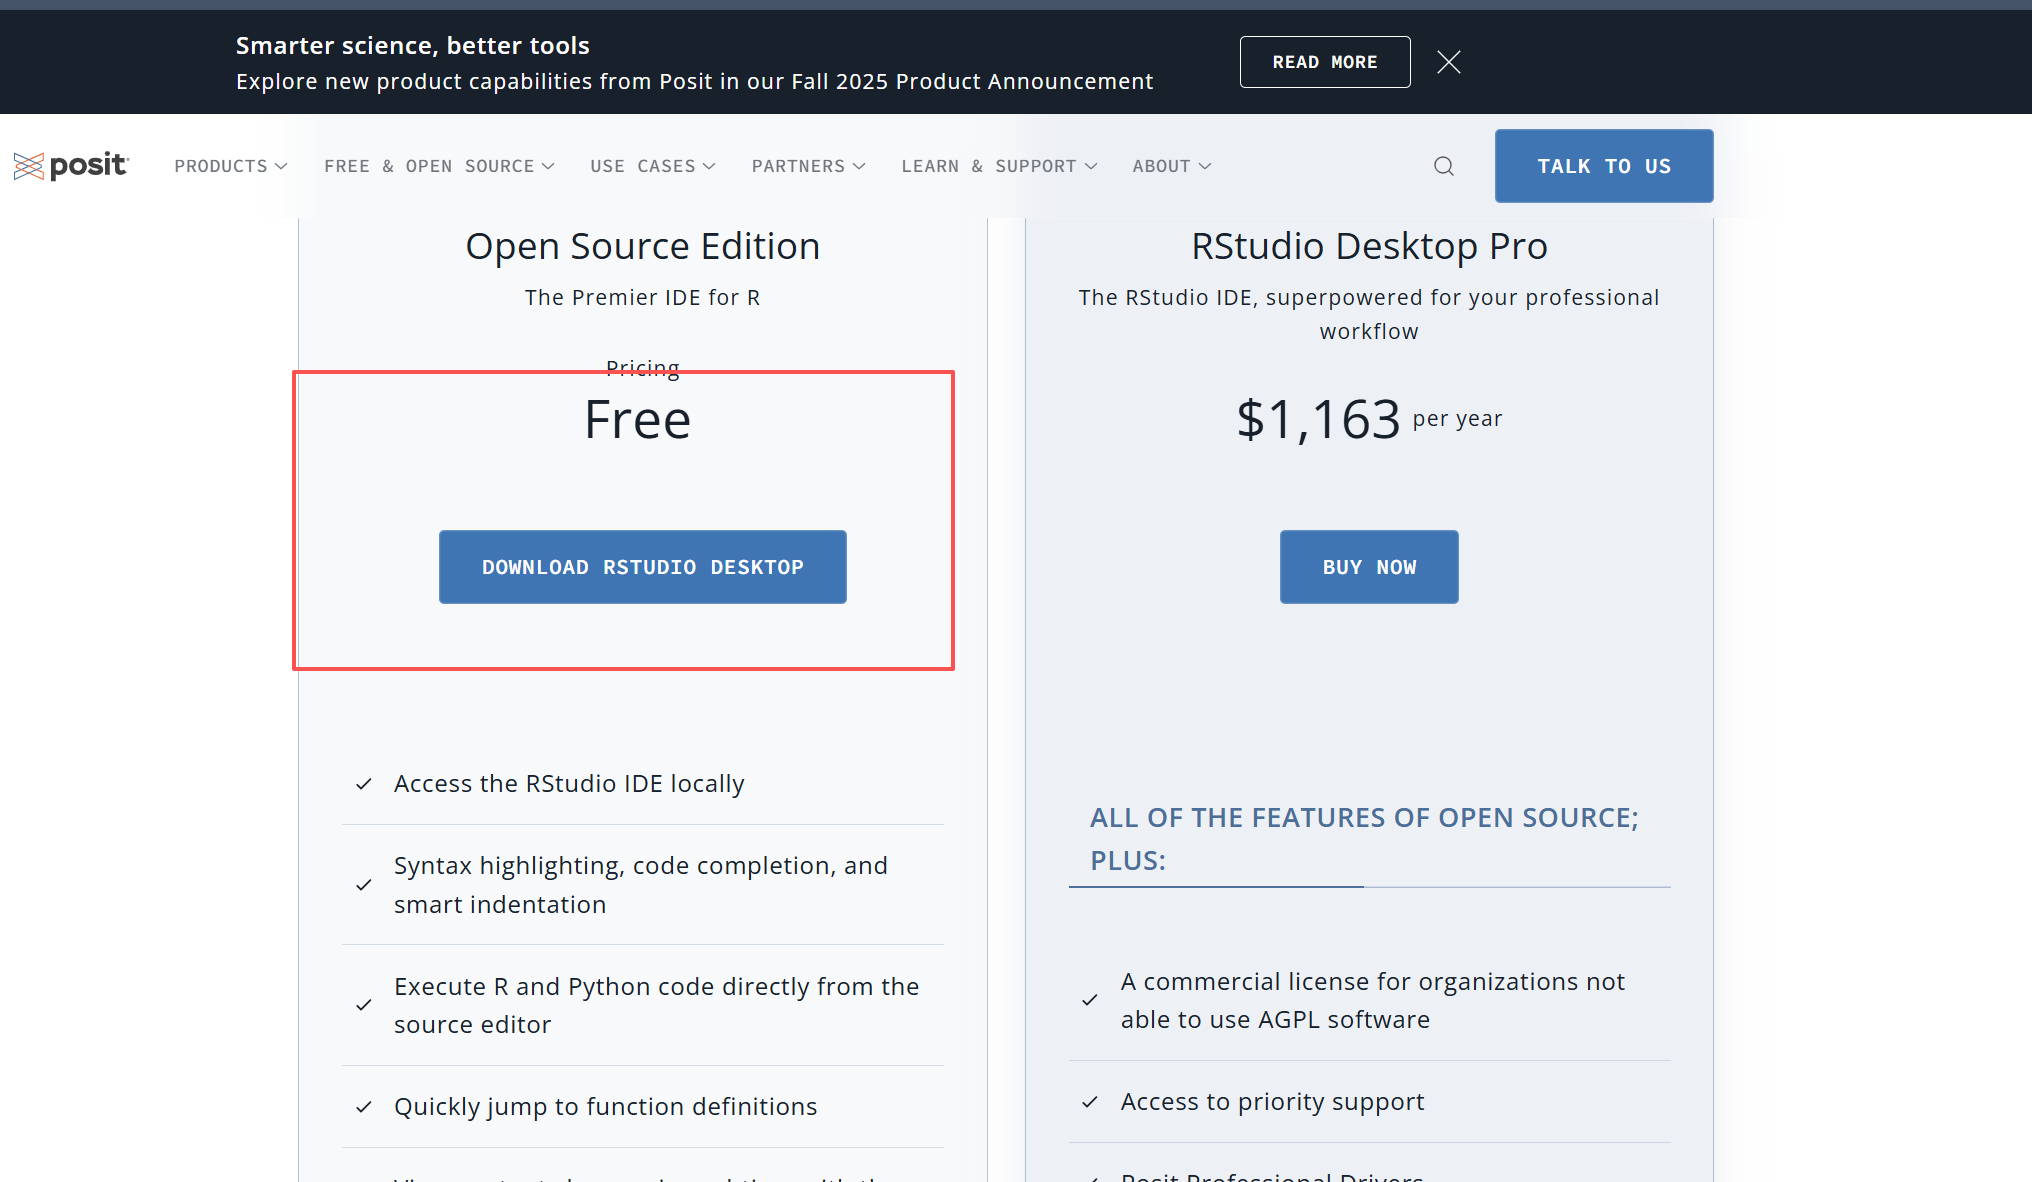 Smarter science, better tools
Explore new product capabilities from Posit in our Fall 2025 Product Announcement
READ MORE
posit
PRODUCTS
FREE & OPEN SOURCE
USE CASES
PARTNERS
LEARN & SUPPORT
ABOUT
TALK TO US
Open Source Edition
The Premier IDE for R
Pricing
Free
DOWNLOAD RSTUDIO DESKTOP
Access the RStudio IDE locally
Syntax highlighting, code completion, and
smart indentation
Execute R and Python code directly from the
source editor
Quickly jump to function definitions
RStudio Desktop Pro
The RStudio IDE, superpowered for your professional
workflow
$1,163 per year
BUY NOW
ALL OF THE FEATURES OF OPEN SOURCE;
PLUS:
A commercial license for organizations not
able to use AGPL software
Access to priority support
Posit Professional Drivers